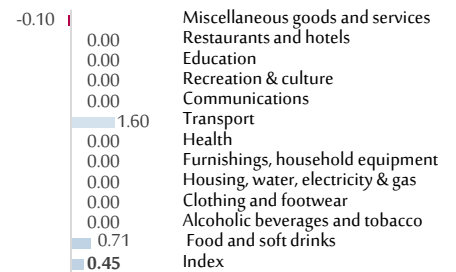 -0.10 Miscellaneous goods and services
0.00 Restaurants and hotels
0.00 Education
0.00 Recreation & culture
0.00 Communications
1.60 Transport
0.00 Health
0.00 Furnishings, household equipment
0.00 Housing, water, electricity & gas
0.00 Clothing and footwear
0.00 Alcoholic beverages and tobacco
0.71 Food and soft drinks
0.45 Index